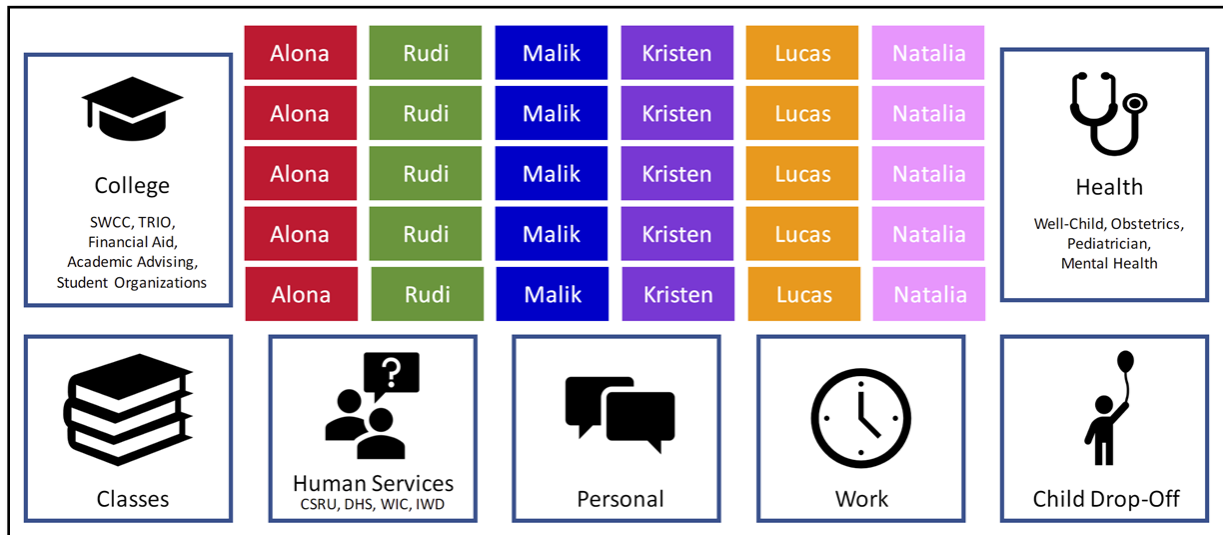 Alona Rudi Malik Kristen Lucas Natalia
Alona Rudi Malik Kristen Lucas Natalia
Alona Rudi Malik Kristen Lucas Natalia
Alona Rudi Malik Kristen Lucas Natalia
Alona Rudi Malik Kristen Lucas Natalia
College
SWCC, TRIO,
Financial Aid,
Academic Advising,
Student Organizations
Health
Well-Child, Obstetrics,
Pediatrician,
Mental Health
Classes
?
Human Services
CSRU, DHS, WIC, IWD
Personal
Work
Child Drop-Off